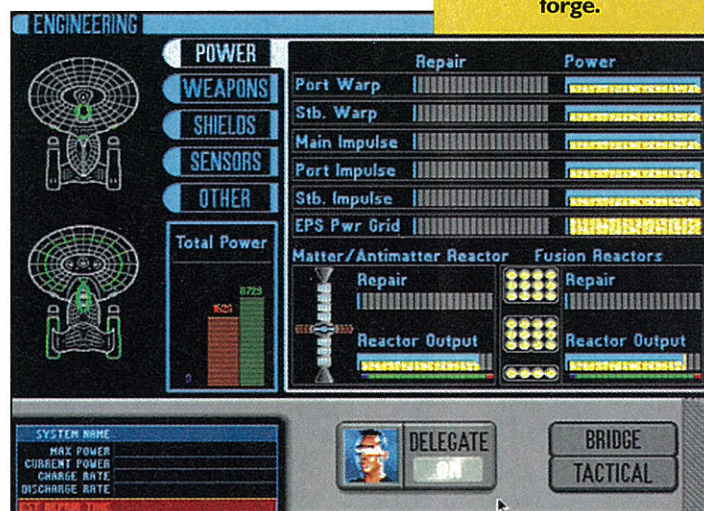 forge.
ENGINEERING
POWER
WEAPONS
SHIELDS
SENSORS
OTHER
Total Power
8729
0
Repair Power
Port Warp
Stb. Warp
Main Impulse
Port Impulse
Stb. Impulse
EPS Pwr Grid
Matter/Antimatter Reactor Fusion Reactors
Repair Repair
Reactor Output Reactor Output
SYSTEM NAME
MAX POWER
CURRENT POWER
CHARGE RATE
DISCHARGE RATE
DELEGATE
ON
BRIDGE
TACTICAL